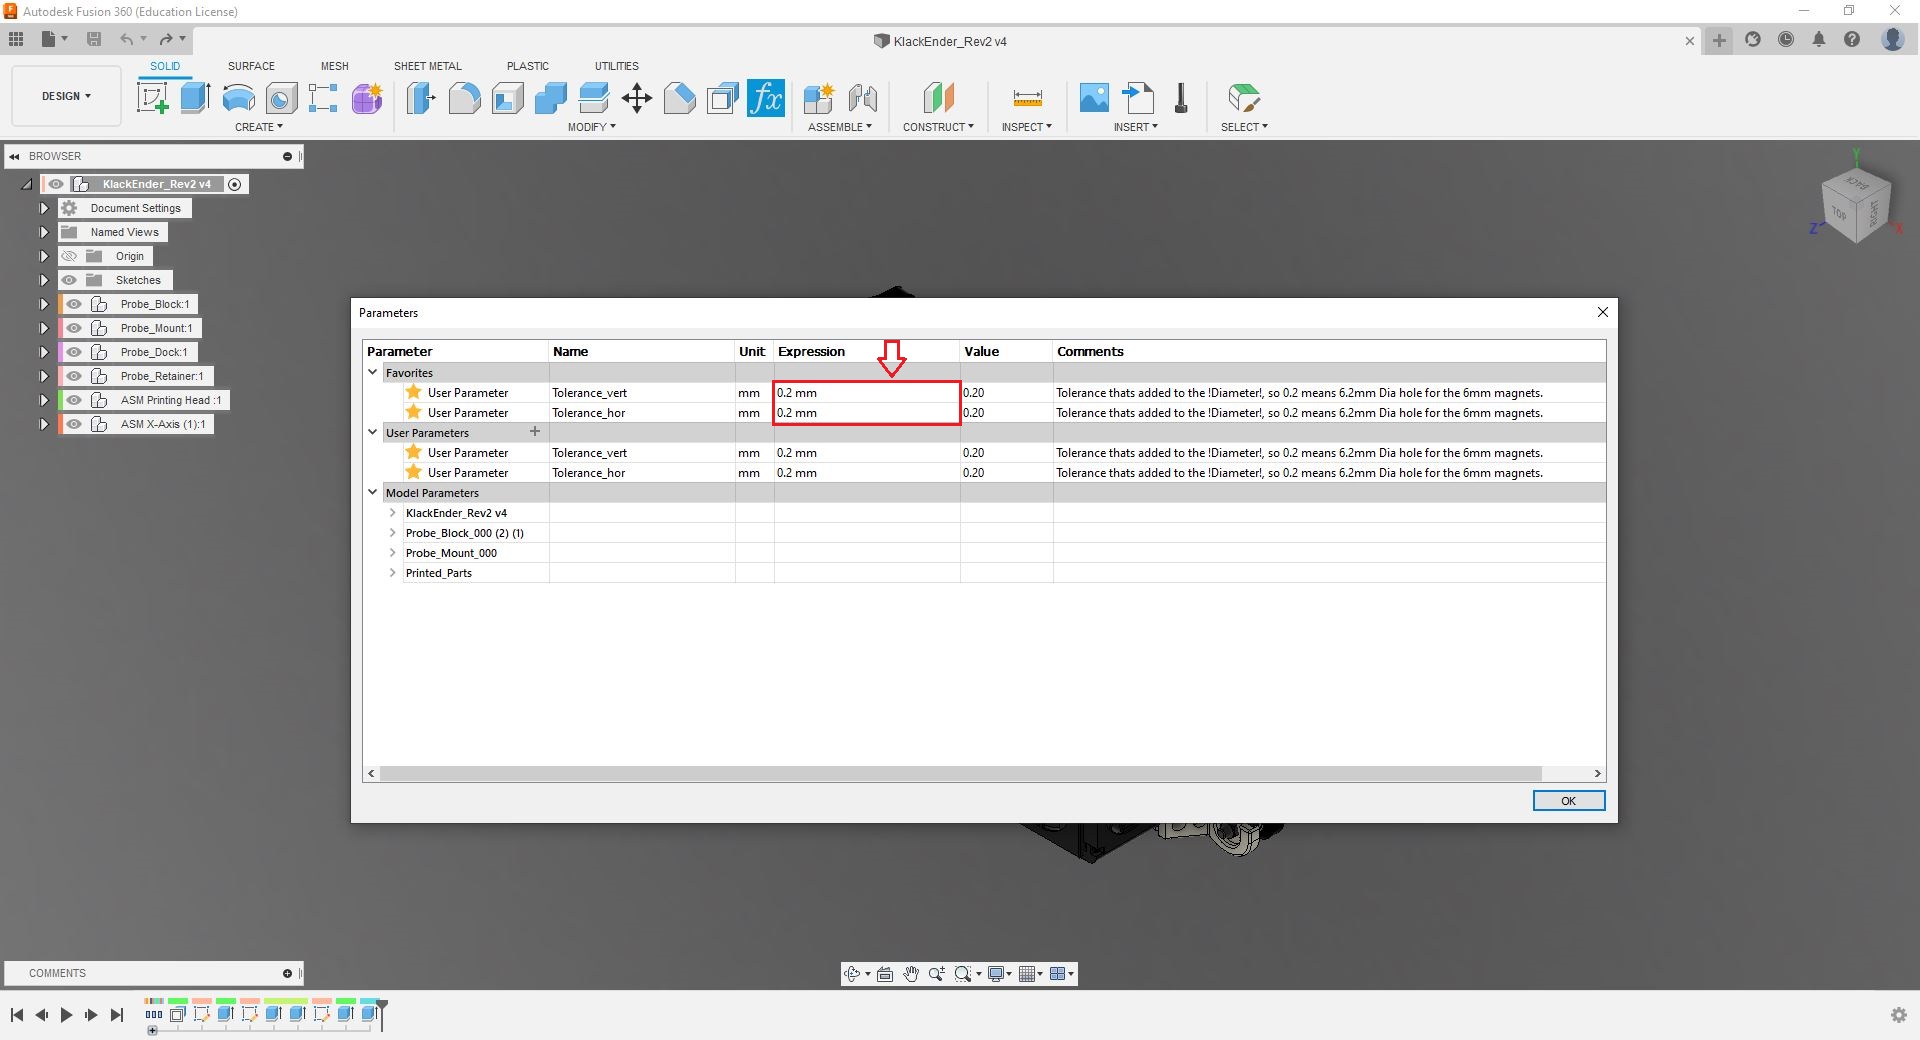 Autodesk Fusion 360 (Education License)
KlackEnder_Rev2 v4
DESIGN
SOLID SURFACE MESH SHEET METAL PLASTIC UTILITIES
fx
CREATE MODIFY ASSEMBLE CONSTRUCT INSPECT INSERT SELECT
BROWSER
KlackEnder_Rev2 v4
Document Settings
Named Views
Origin
Sketches
Probe_Block:1
Probe_Mount:1
Probe_Dock:1
Probe_Retainer:1
ASM Printing Head :1
ASM X-Axis (1):1
Y
BACK
TOP
RIGHT
Z
X
Parameters
Parameter Name Unit Expression Value Comments
Favorites
User Parameter Tolerance_vert mm 0.2 mm 0.20 Tolerance thats added to the !Diameter!, so 0.2 means 6.2mm Dia hole for the 6mm magnets.
User Parameter Tolerance_hor mm 0.2 mm 0.20 Tolerance thats added to the !Diameter!, so 0.2 means 6.2mm Dia hole for the 6mm magnets.
User Parameters +
User Parameter Tolerance_vert mm 0.2 mm 0.20 Tolerance thats added to the !Diameter!, so 0.2 means 6.2mm Dia hole for the 6mm magnets.
User Parameter Tolerance_hor mm 0.2 mm 0.20 Tolerance thats added to the !Diameter!, so 0.2 means 6.2mm Dia hole for the 6mm magnets.
Model Parameters
KlackEnder_Rev2 v4
Probe_Block_000 (2) (1)
Probe_Mount_000
Printed_Parts
OK
COMMENTS